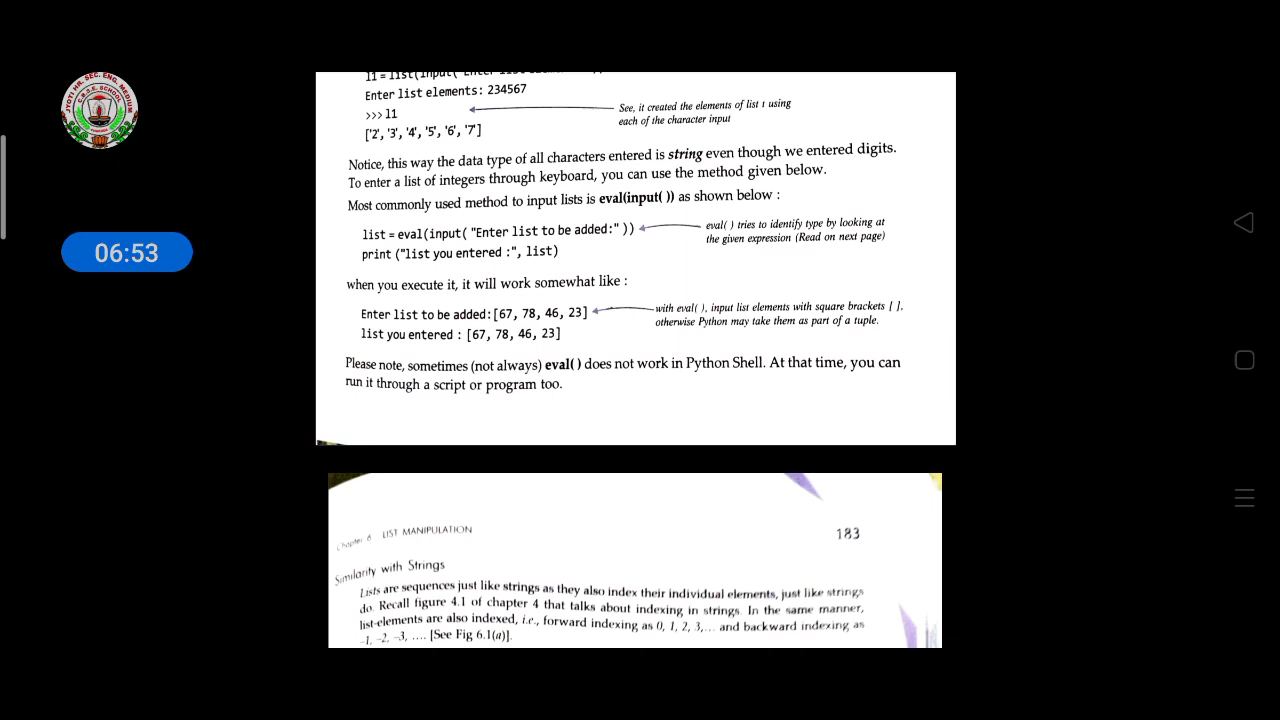 JYOTI HR. SEC. ENG. MEDIUM
C.B.S.E. SCHOOL
06:53
l1 = list(input(
Enter list elements: 234567
>>> l1
['2', '3', '4', '5', '6', '7']
See, it created the elements of list 1 using
each of the character input
Notice, this way the data type of all characters entered is string even though we entered digits.
To enter a list of integers through keyboard, you can use the method given below.
Most commonly used method to input lists is eval(input( )) as shown below :
list = eval(input( "Enter list to be added:" ))
print ("list you entered :", list)
eval( ) tries to identify type by looking at
the given expression (Read on next page)
when you execute it, it will work somewhat like :
Enter list to be added:[67, 78, 46, 23]
list you entered : [67, 78, 46, 23]
with eval( ), input list elements with square brackets [ ],
otherwise Python may take them as part of a tuple.
Please note, sometimes (not always) eval( ) does not work in Python Shell. At that time, you can
run it through a script or program too.
Chapter 6 LIST MANIPULATION
183
Similarity with Strings
Lists are sequences just like strings as they also index their individual elements, just like strings
do. Recall figure 4.1 of chapter 4 that talks about indexing in strings. In the same manner,
list-elements are also indexed, i.e., forward indexing as 0, 1, 2, 3,... and backward indexing as
-1, -2, -3, .... [See Fig 6.1(a)].